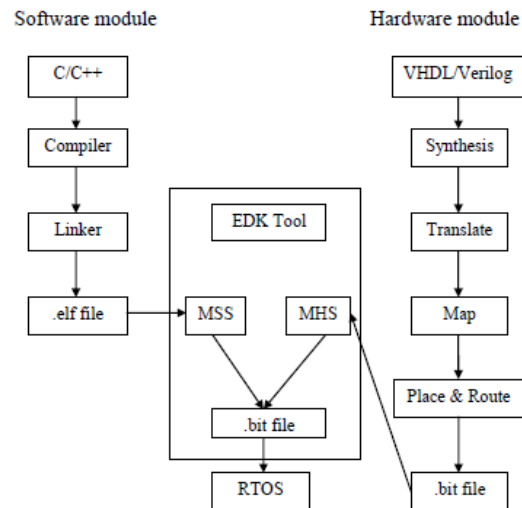 Software module
Hardware module
C/C++
VHDL/Verilog
Compiler
Synthesis
Linker
EDK Tool
Translate
.elf file
MSS
MHS
Map
Place & Route
.bit file
RTOS
.bit file